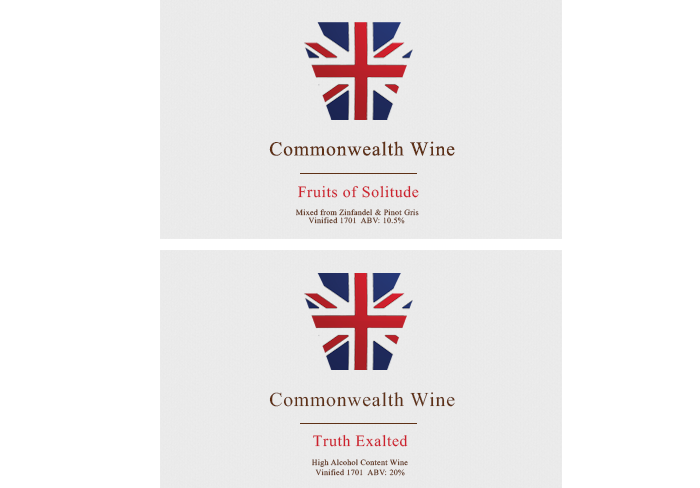 Commonwealth Wine
Fruits of Solitude
Mixed from Zinfandel & Pinot Gris
Vinified 1701 ABV: 10.5%
Commonwealth Wine
Truth Exalted
High Alcohol Content Wine
Vinified 1701 ABV: 20%